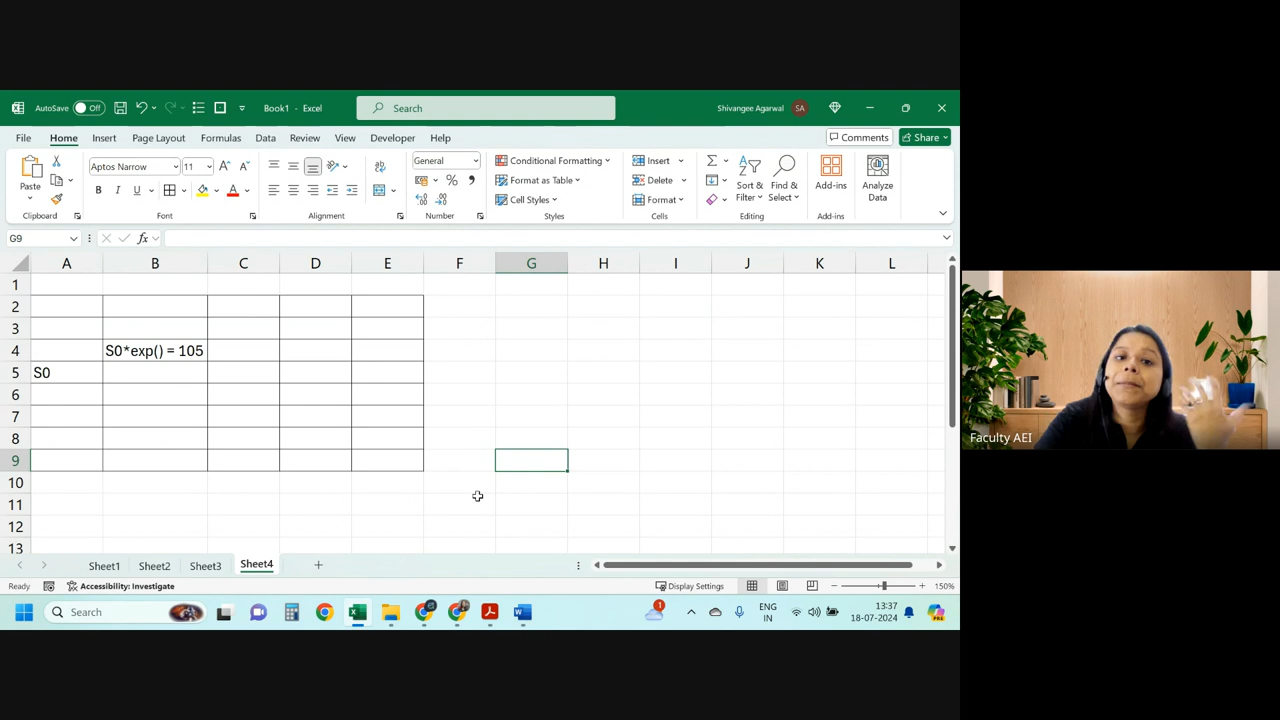 AutoSave Off Book1 - Excel Search Shivangee Agarwal SA
File Home Insert Page Layout Formulas Data Review View Developer Help Comments Share
Paste Aptos Narrow 11 A A General Conditional Formatting Insert Sort & Filter Find & Select Add-ins Analyze Data
B I U A % , Format as Table Delete
Cell Styles Format
Clipboard Font Alignment Number Styles Cells Editing Add-ins
G9 fx
A B C D E F G H I J K L
1
2
3
4 S0*exp() = 105
5 S0
6
7
8
9
10
11
12
13
Faculty AEI
Sheet1 Sheet2 Sheet3 Sheet4
Ready Accessibility: Investigate Display Settings 150%
Search 1 ENG IN 13:37 18-07-2024